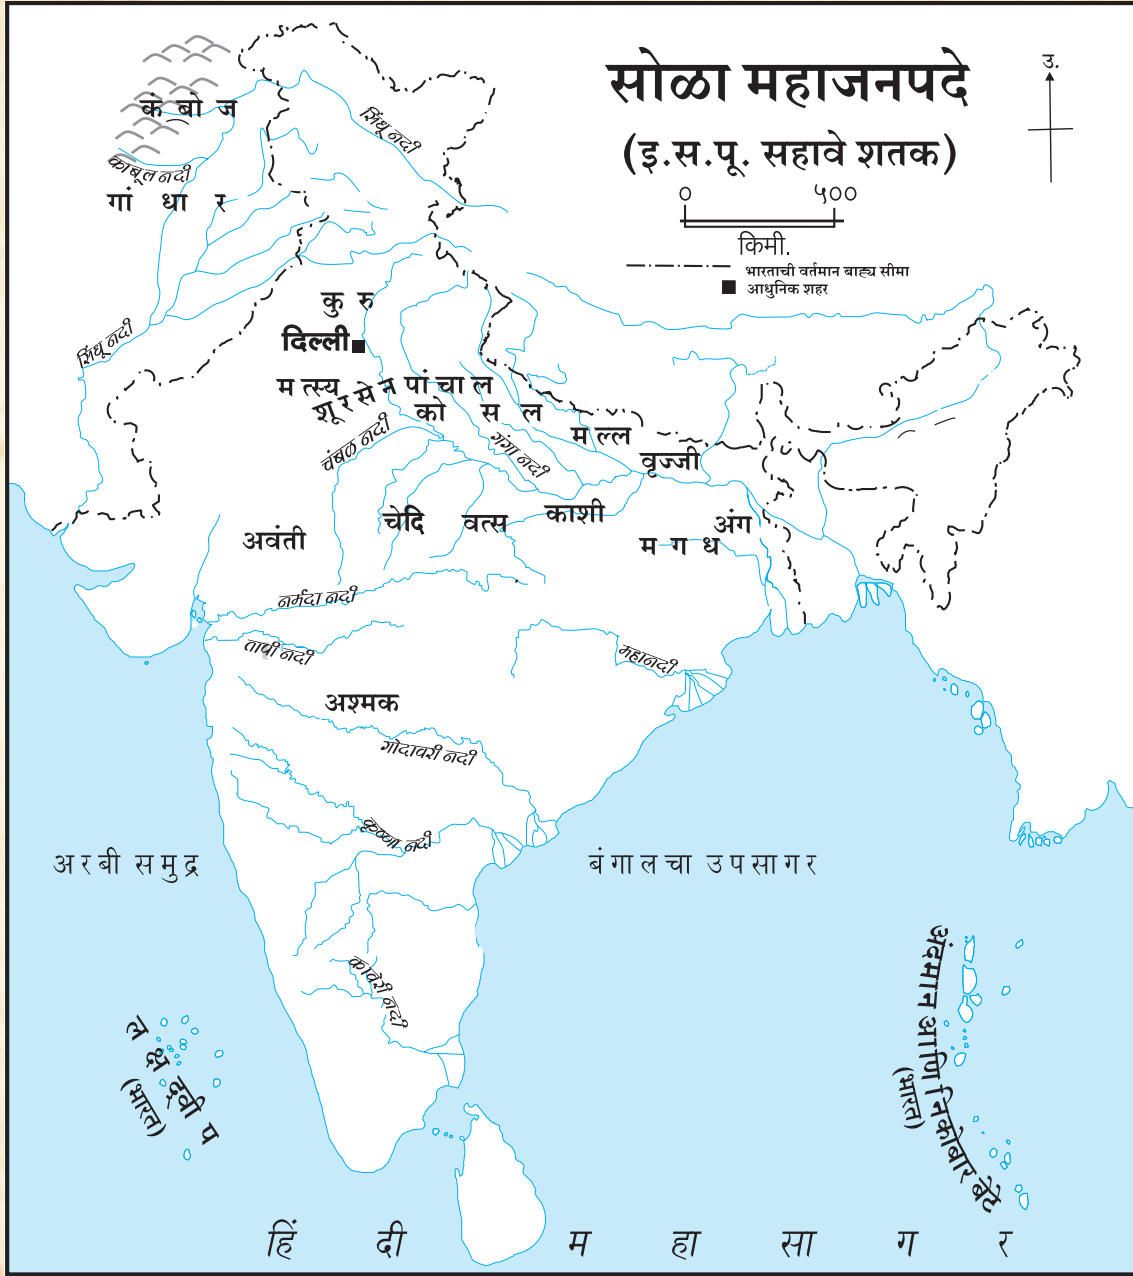 सोळा महाजनपदे
(इ.स.पू. सहावे शतक)
उ.
० ५००
किमी.
भारताची वर्तमान बाह्य सीमा
आधुनिक शहर
कंबोज
सिंधू नदी
काबूल नदी
गांधार
सिंधू नदी
कुरु
दिल्ली
मत्स्य
शूरसेन
पांचाल
कोसल
मल्ल
वृज्जी
चंबळ नदी
गंगा नदी
अवंती
चेदि
वत्स
काशी
मगध
अंग
नर्मदा नदी
तापी नदी
महानदी
अश्मक
गोदावरी नदी
कृष्णा नदी
अरबी समुद्र
बंगालचा उपसागर
कावेरी नदी
लक्षद्वीप
(भारत)
अंदमान आणि निकोबार बेटे
(भारत)
हिंदी महासागर